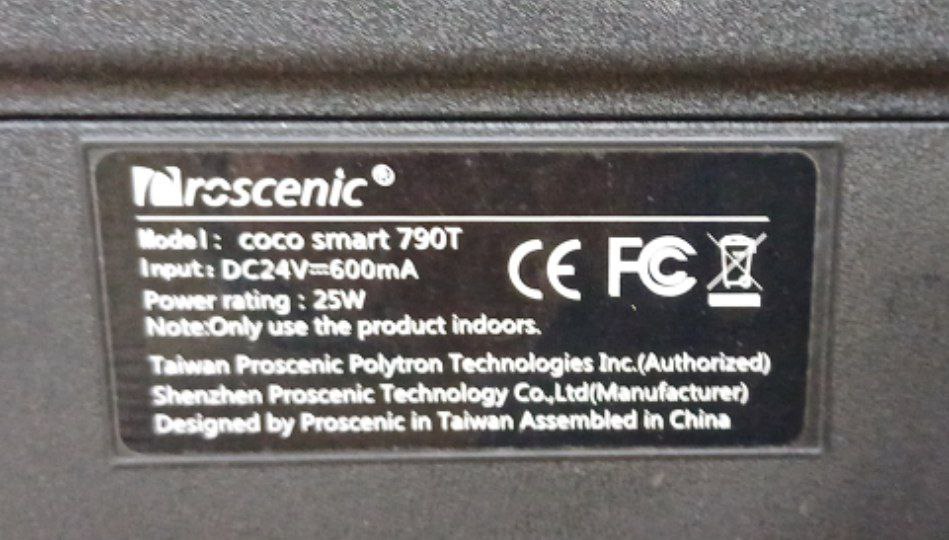 Proscenic®
Model: coco smart 790T
Input: DC24V⎓600mA
Power rating : 25W
Note:Only use the product indoors.
CE FC
Taiwan Proscenic Polytron Technologies Inc.(Authorized)
Shenzhen Proscenic Technology Co.,Ltd(Manufacturer)
Designed by Proscenic in Taiwan Assembled in China